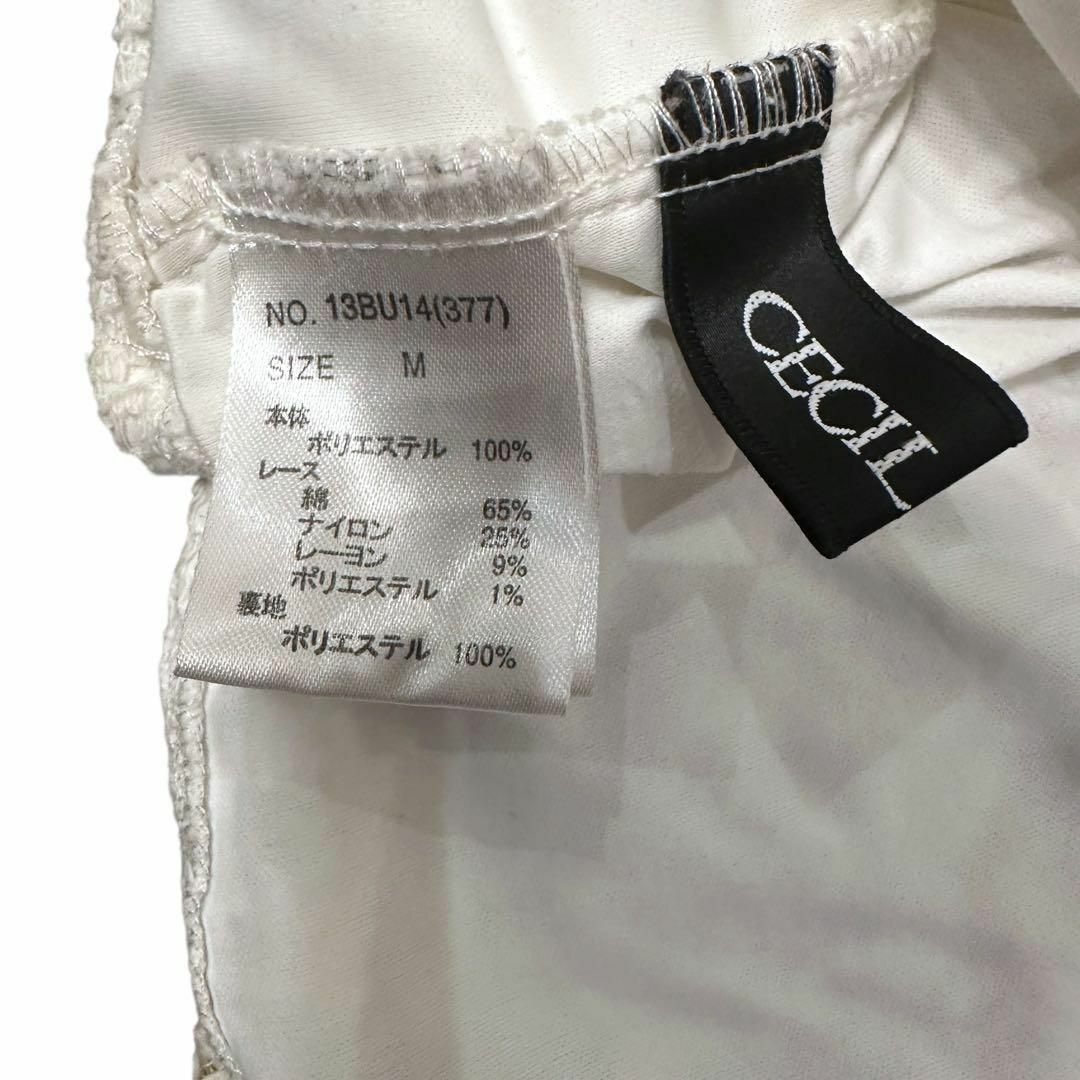 NO. 13BU14(377)
SIZE M
本体
ポリエステル 100%
レース
綿 65%
ナイロン 25%
レーヨン 9%
ポリエステル 1%
裏地
ポリエステル 100%
CECIL